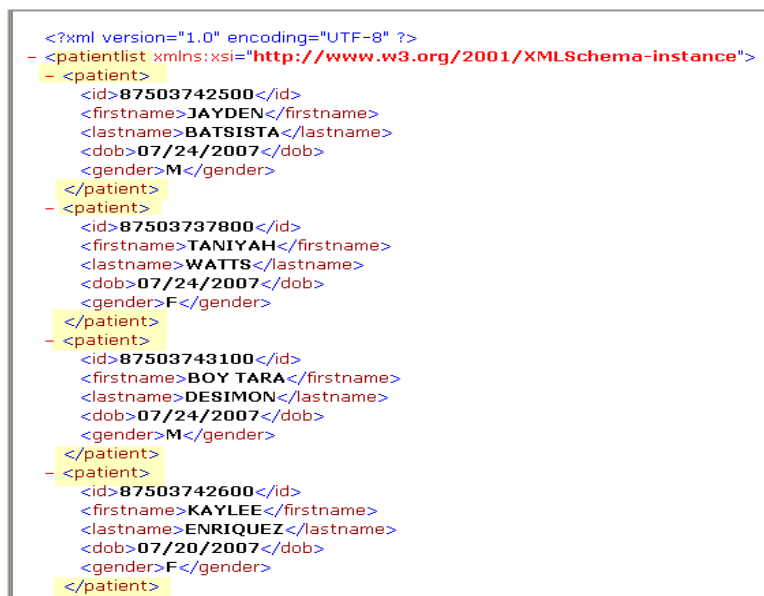 <?xml version="1.0" encoding="UTF-8" ?>
- <patientlist xmlns:xsi="http://www.w3.org/2001/XMLSchema-instance">
- <patient>
<id>87503742500</id>
<firstname>JAYDEN</firstname>
<lastname>BATSISTA</lastname>
<dob>07/24/2007</dob>
<gender>M</gender>
</patient>
- <patient>
<id>87503737800</id>
<firstname>TANIYAH</firstname>
<lastname>WATTS</lastname>
<dob>07/24/2007</dob>
<gender>F</gender>
</patient>
- <patient>
<id>87503743100</id>
<firstname>BOY TARA</firstname>
<lastname>DESIMON</lastname>
<dob>07/24/2007</dob>
<gender>M</gender>
</patient>
- <patient>
<id>87503742600</id>
<firstname>KAYLEE</firstname>
<lastname>ENRIQUEZ</lastname>
<dob>07/20/2007</dob>
<gender>F</gender>
</patient>